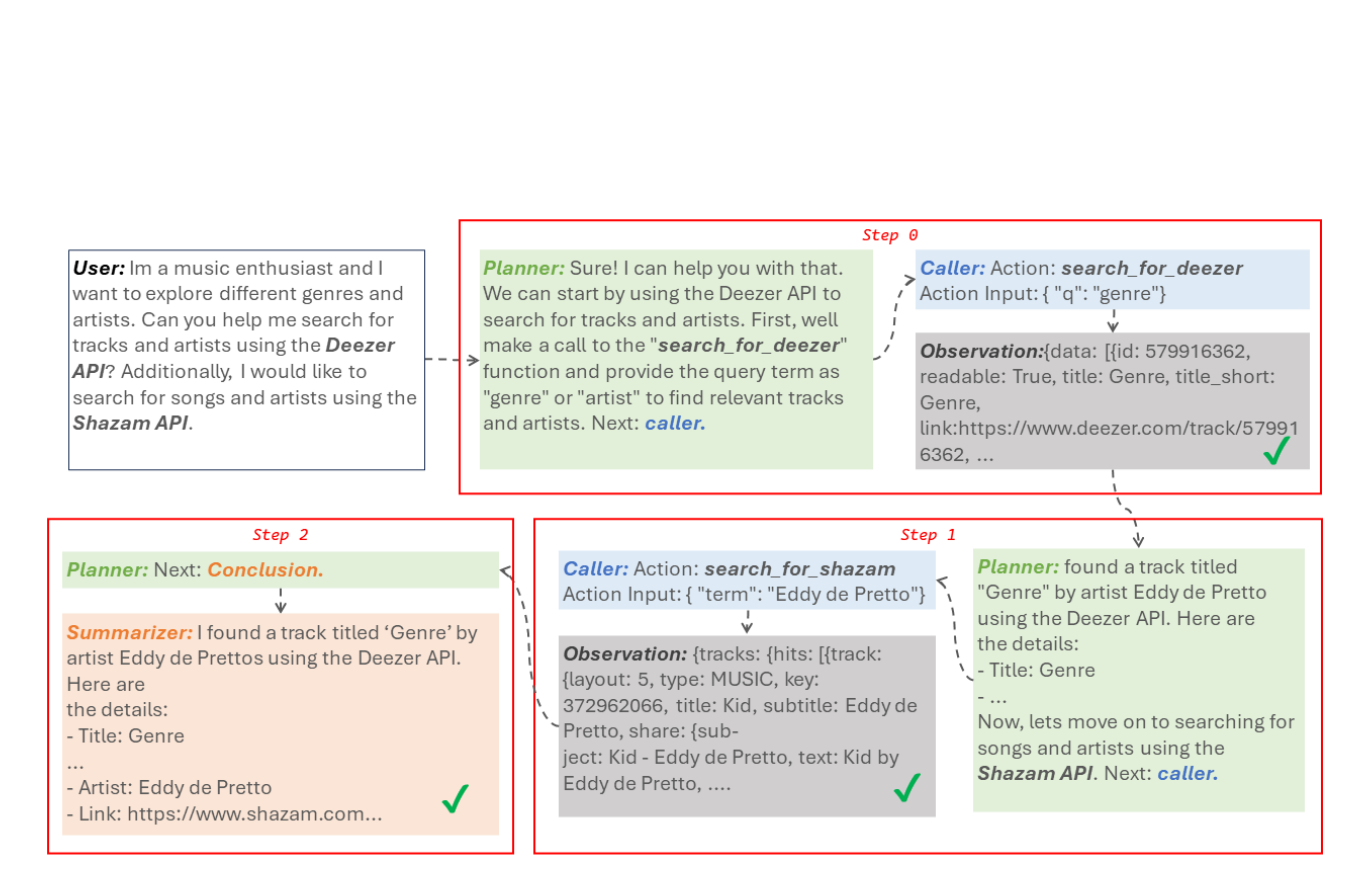 User: Im a music enthusiast and I
want to explore different genres and
artists. Can you help me search for
tracks and artists using the Deezer
API? Additionally, I would like to
search for songs and artists using the
Shazam API.
Step 0
Planner: Sure! I can help you with that.
We can start by using the Deezer API to
search for tracks and artists. First, well
make a call to the "search_for_deezer"
function and provide the query term as
"genre" or "artist" to find relevant tracks
and artists. Next: caller.
Caller: Action: search_for_deezer
Action Input: { "q": "genre"}
Observation:{data: [{id: 579916362,
readable: True, title: Genre, title_short:
Genre,
link:https://www.deezer.com/track/57991
6362, ...
Step 1
Planner: found a track titled
"Genre" by artist Eddy de Pretto
using the Deezer API. Here are
the details:
- Title: Genre
- ...
Now, lets move on to searching for
songs and artists using the
Shazam API. Next: caller.
Caller: Action: search_for_shazam
Action Input: { "term": "Eddy de Pretto"}
Observation: {tracks: {hits: [{track:
{layout: 5, type: MUSIC, key:
372962066, title: Kid, subtitle: Eddy de
Pretto, share: {sub-
ject: Kid - Eddy de Pretto, text: Kid by
Eddy de Pretto, ....
Step 2
Planner: Next: Conclusion.
Summarizer: I found a track titled ‘Genre’ by
artist Eddy de Prettos using the Deezer API.
Here are
the details:
- Title: Genre
...
- Artist: Eddy de Pretto
- Link: https://www.shazam.com...